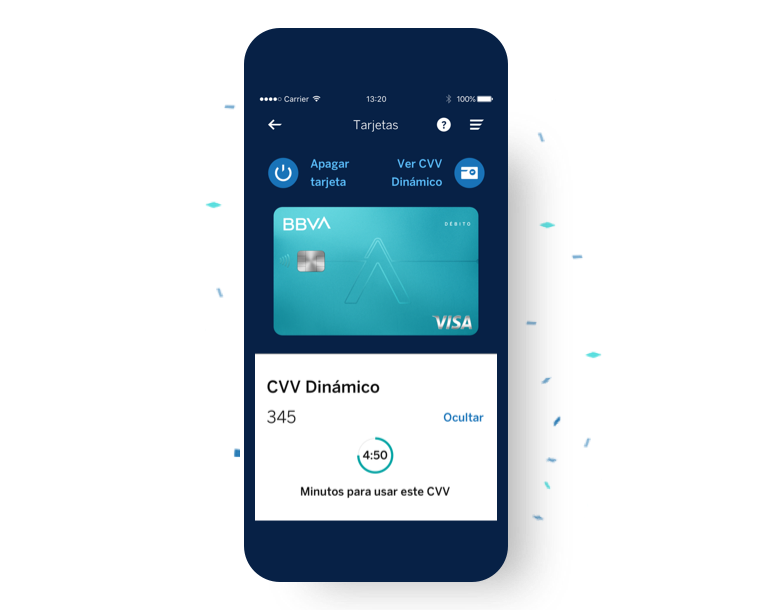 Carrier 13:20 100%
Tarjetas ?
Apagar Ver CVV
tarjeta Dinámico
BBVA DÉBITO
VISA
CVV Dinámico
345 Ocultar
4:50
Minutos para usar este CVV